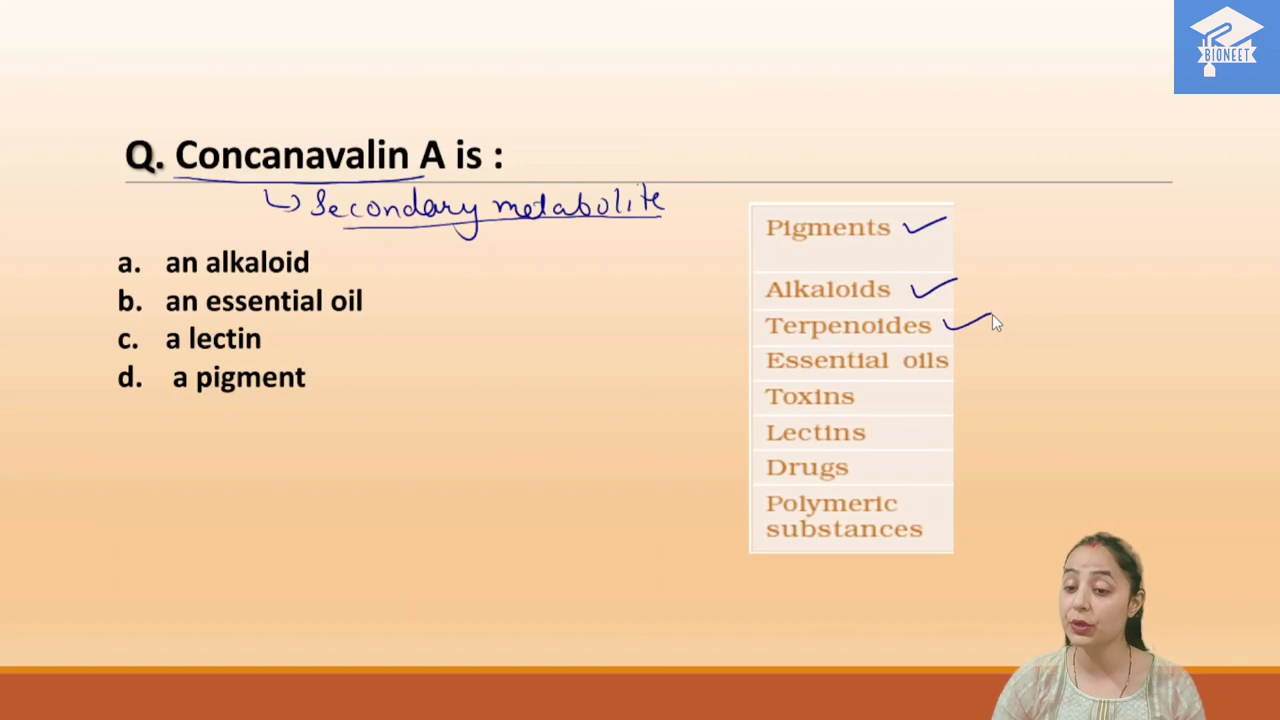 BIONEET
Q. Concanavalin A is :
Secondary metabolite
a. an alkaloid
b. an essential oil
c. a lectin
d. a pigment
Pigments
Alkaloids
Terpenoides
Essential oils
Toxins
Lectins
Drugs
Polymeric
substances